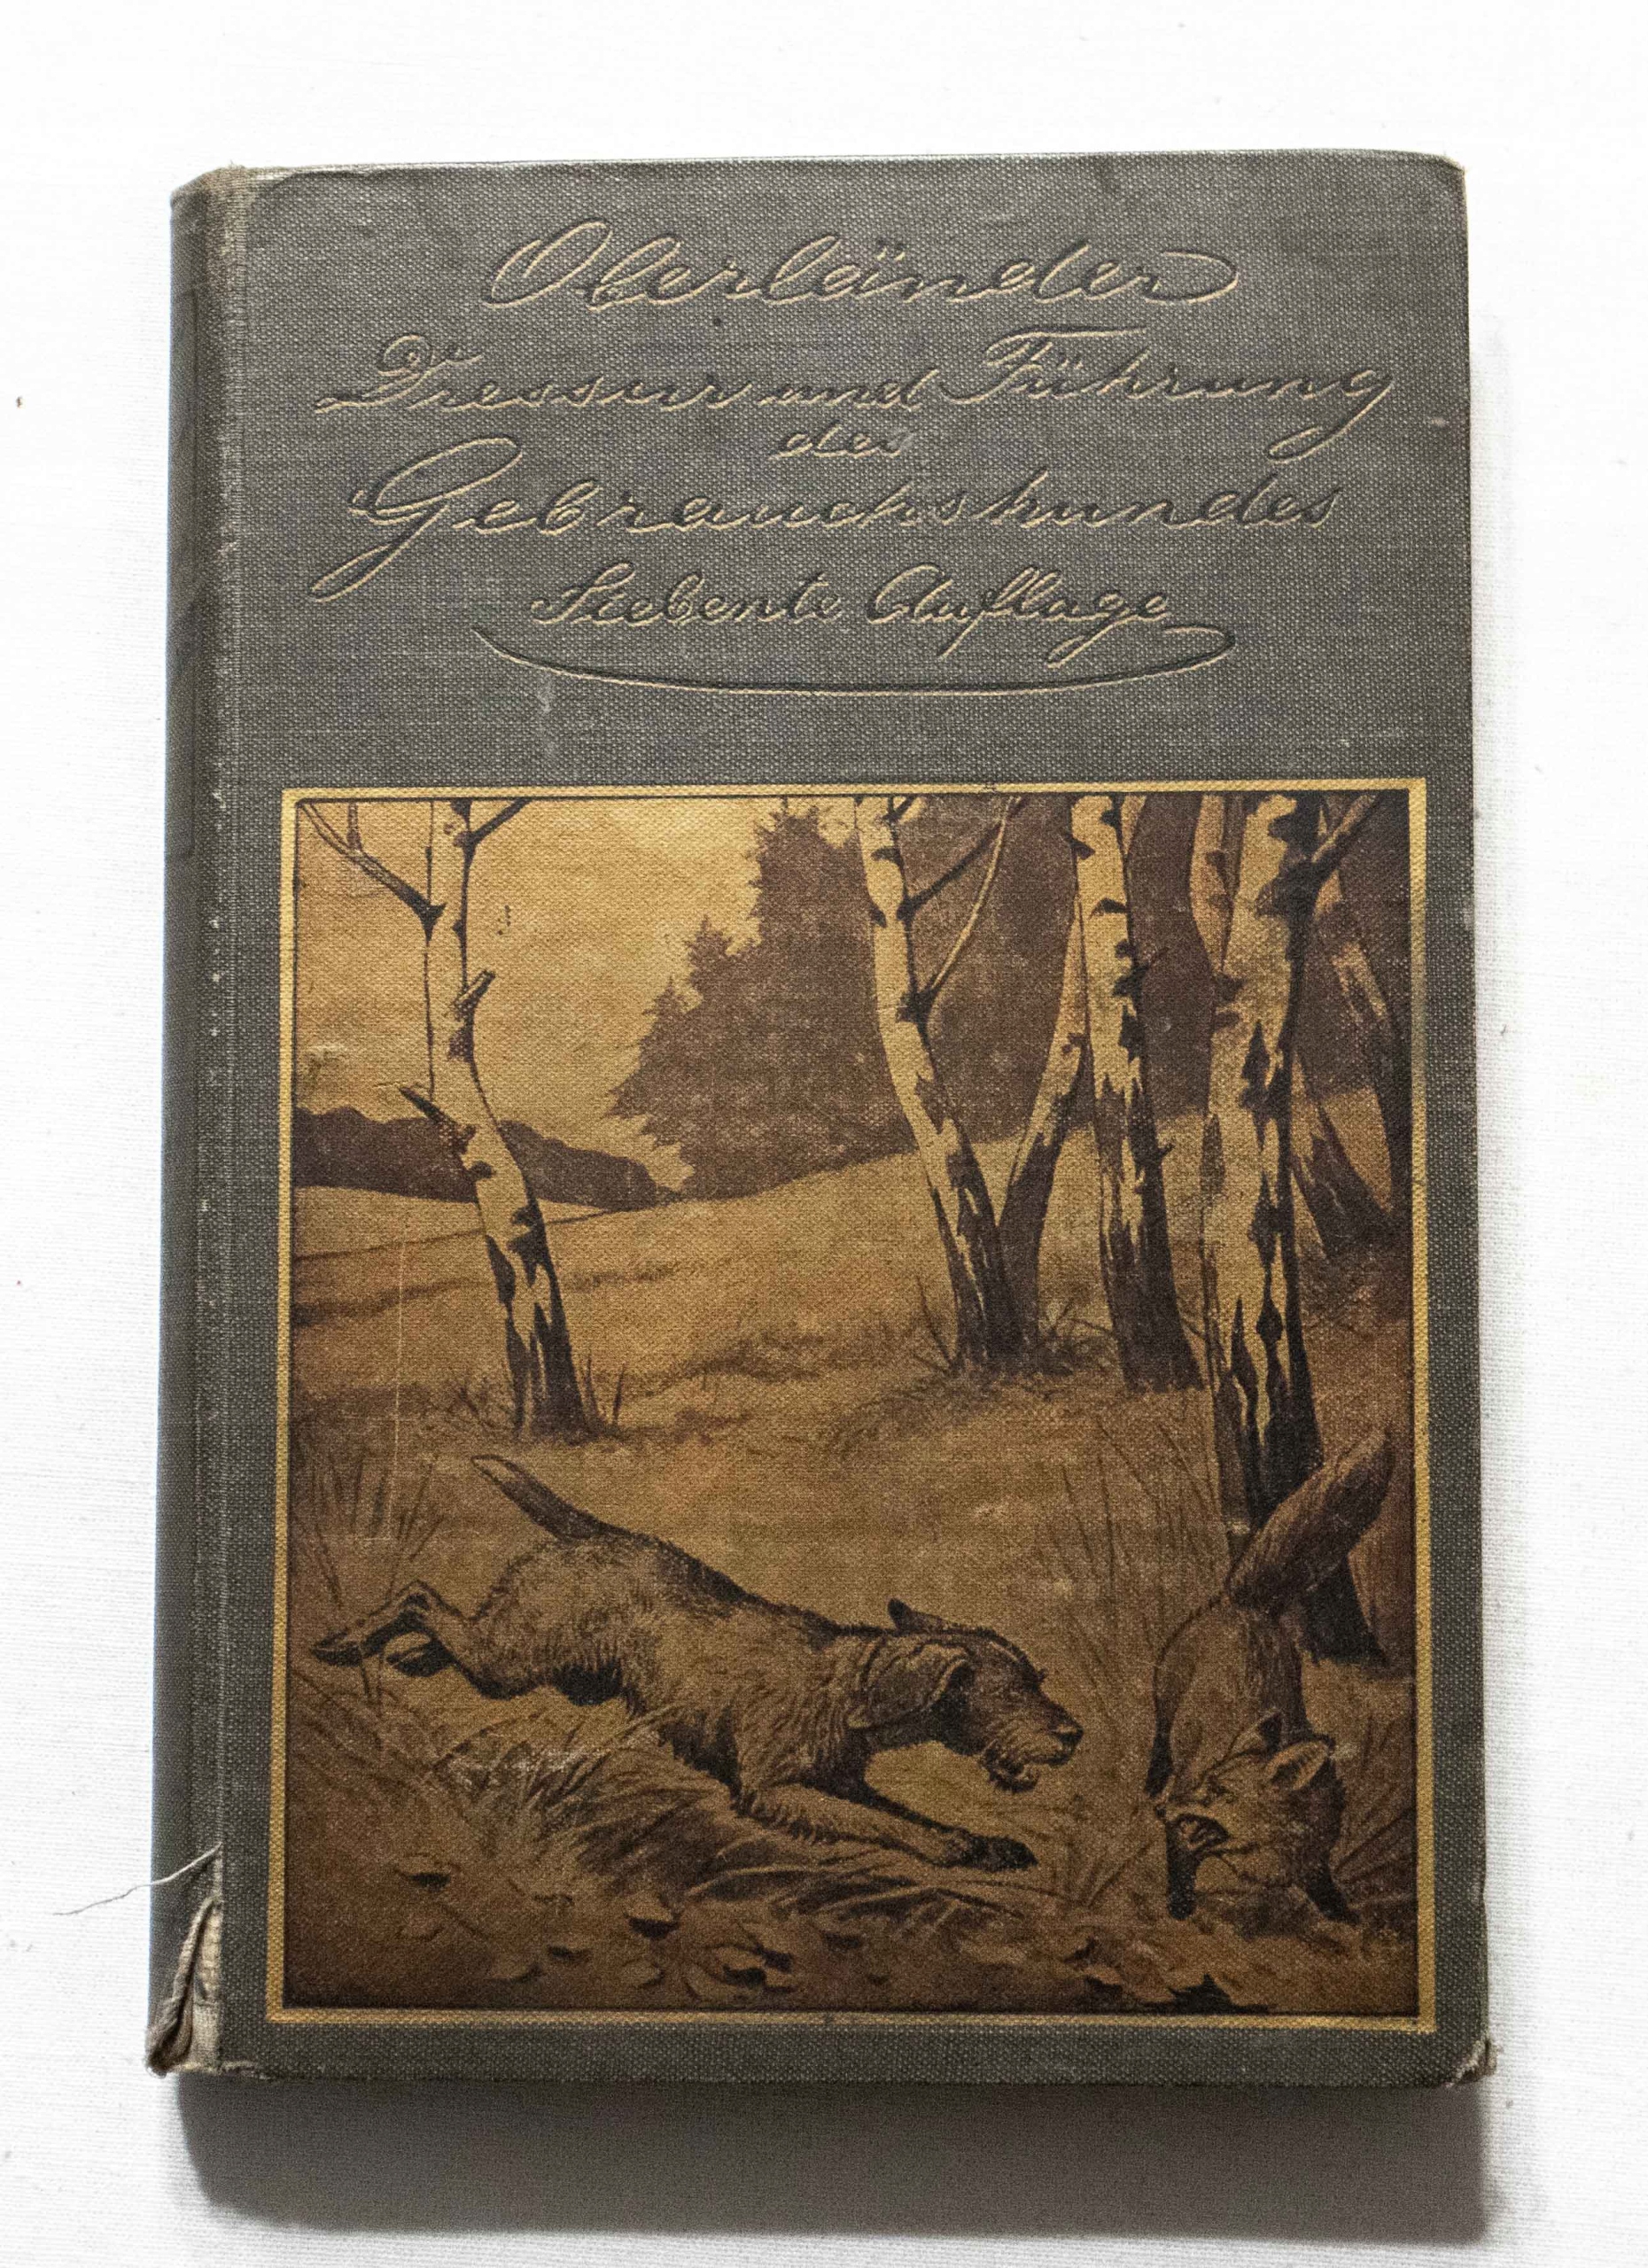 Oberländer
Dressur und Führung
des
Gebrauchshundes
Siebente Auflage